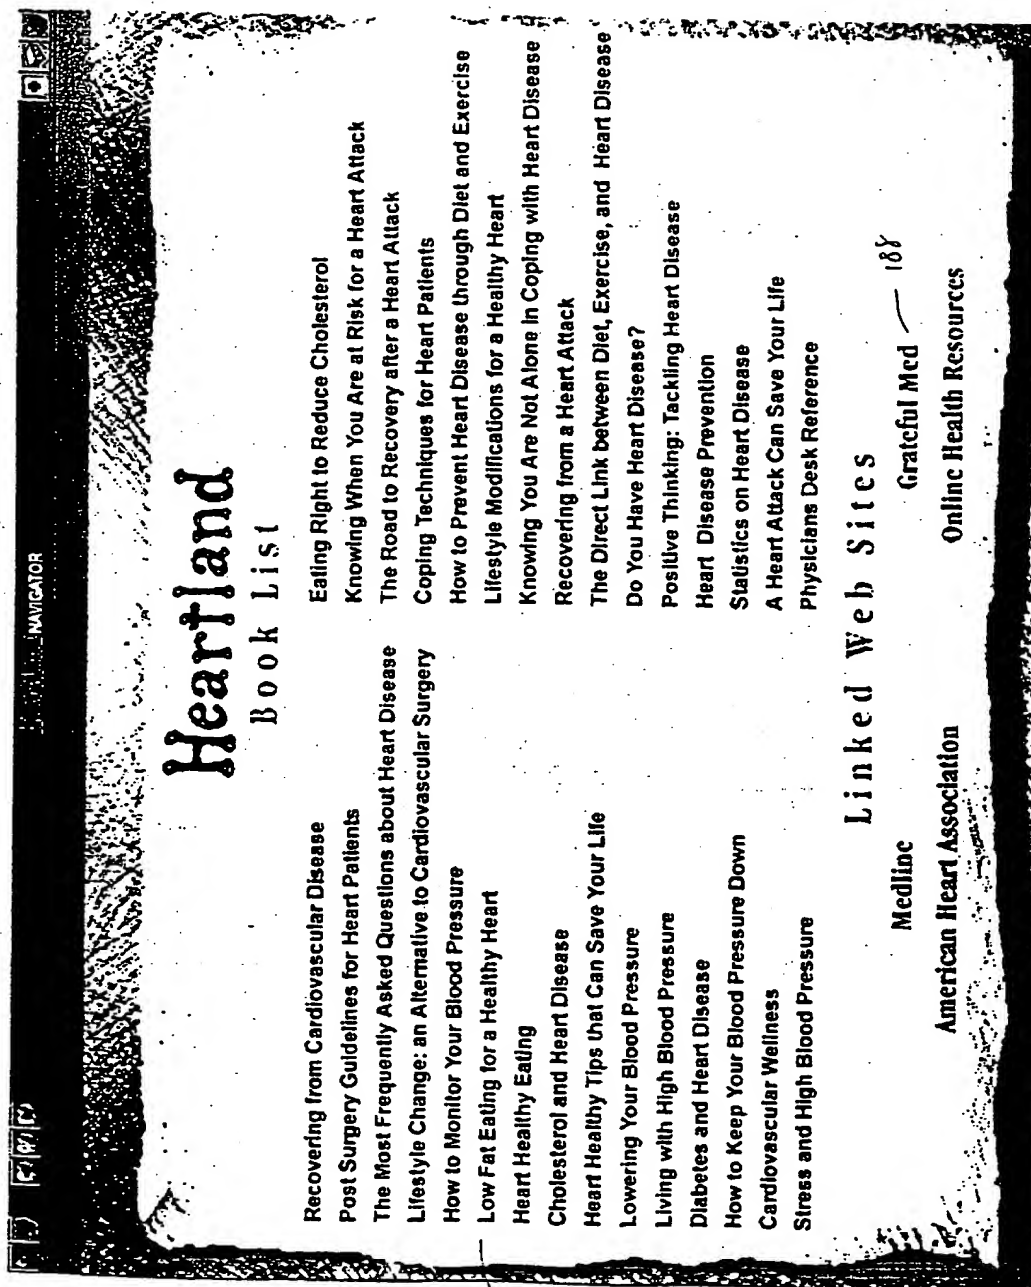 NAVIGATOR
Heartland
Book List
Recovering from Cardiovascular Disease
Post Surgery Guidelines for Heart Patients
The Most Frequently Asked Questions about Heart Disease
Lifestyle Change: an Alternative to Cardiovascular Surgery
How to Monitor Your Blood Pressure
Low Fat Eating for a Healthy Heart
Heart Healthy Eating
Cholesterol and Heart Disease
Heart Healthy Tips that Can Save Your Life
Lowering Your Blood Pressure
Living with High Blood Pressure
Diabetes and Heart Disease
How to Keep Your Blood Pressure Down
Cardiovascular Wellness
Stress and High Blood Pressure
Eating Right to Reduce Cholesterol
Knowing When You Are at Risk for a Heart Attack
The Road to Recovery after a Heart Attack
Coping Techniques for Heart Patients
How to Prevent Heart Disease through Diet and Exercise
Lifestyle Modifications for a Healthy Heart
Knowing You Are Not Alone In Coping with Heart Disease
Recovering from a Heart Attack
The Direct Link between Diet, Exercise, and Heart Disease
Do You Have Heart Disease?
Positive Thinking: Tackling Heart Disease
Heart Disease Prevention
Statistics on Heart Disease
A Heart Attack Can Save Your Life
Physicians Desk Reference
Linked Web Sites
Medline
Grateful Med
188
American Heart Association
Online Health Resources